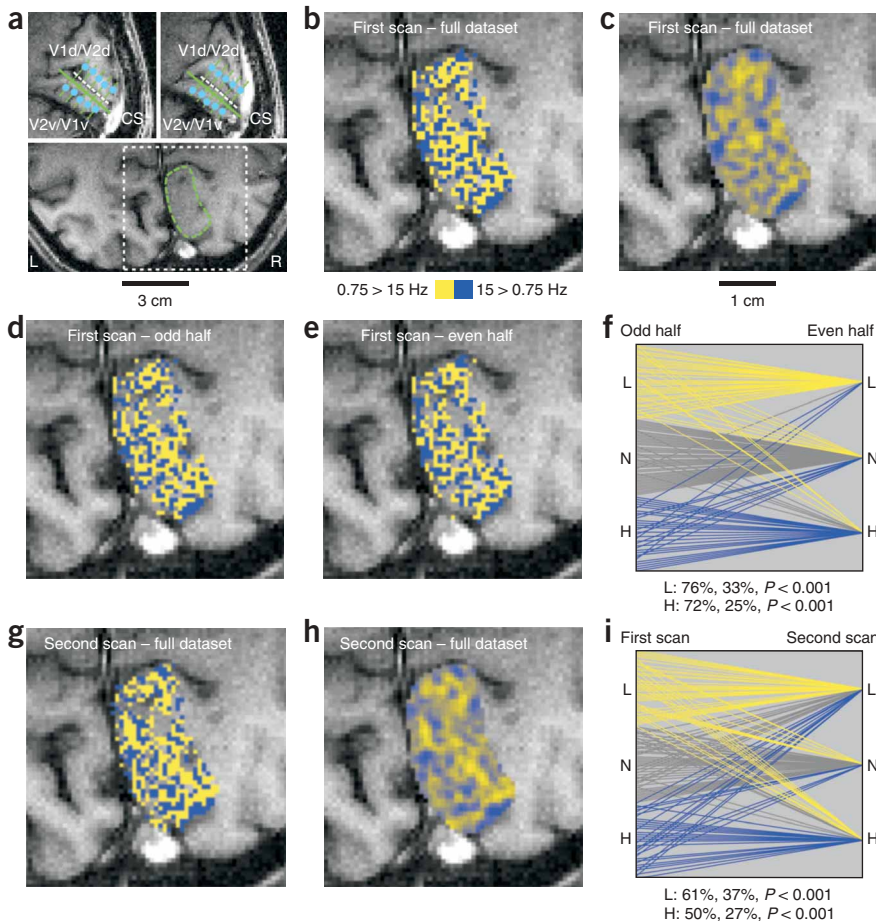 a
V1d/V2d
V1d/V2d
V2v/V1v
CS
V2v/V1v
CS
L
R
3 cm
b
First scan – full dataset
0.75 > 15 Hz
15 > 0.75 Hz
c
First scan – full dataset
1 cm
d
First scan – odd half
e
First scan – even half
f
Odd half
Even half
L
L
N
N
H
H
L: 76%, 33%, P < 0.001
H: 72%, 25%, P < 0.001
g
Second scan – full dataset
h
Second scan – full dataset
i
First scan
Second scan
L
L
N
N
H
H
L: 61%, 37%, P < 0.001
H: 50%, 27%, P < 0.001